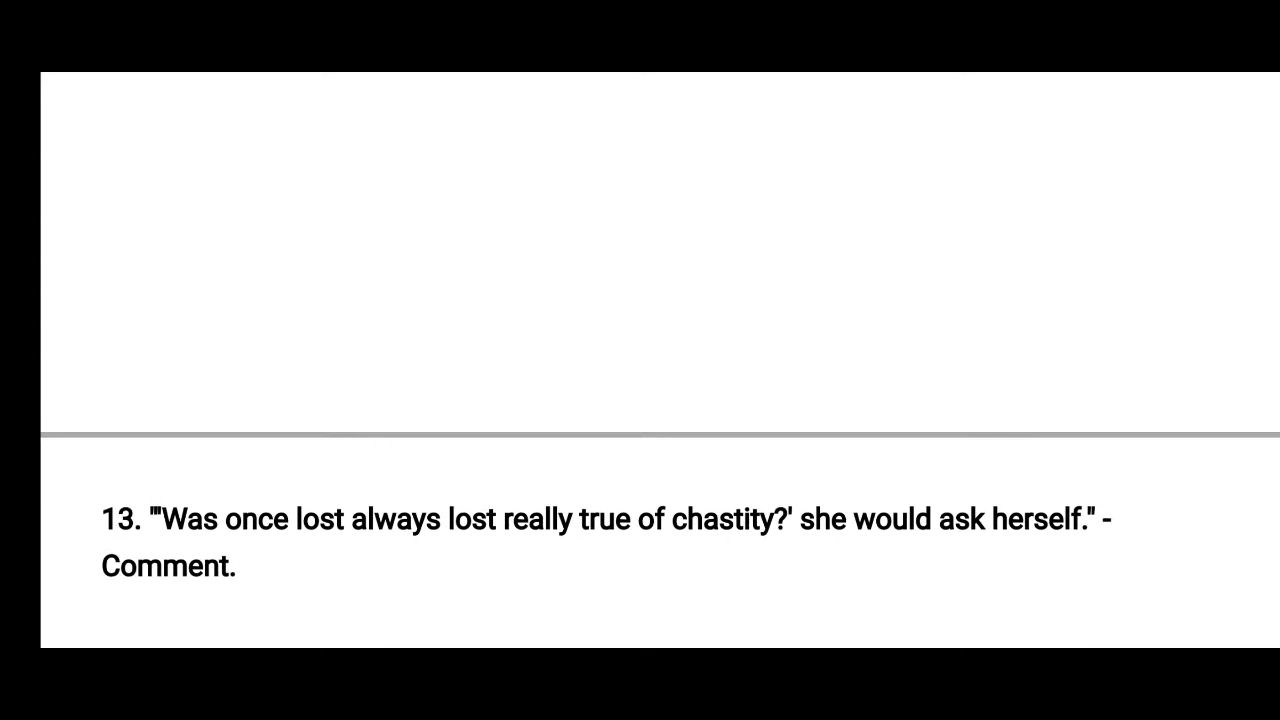 13. "'Was once lost always lost really true of chastity?' she would ask herself." -
Comment.